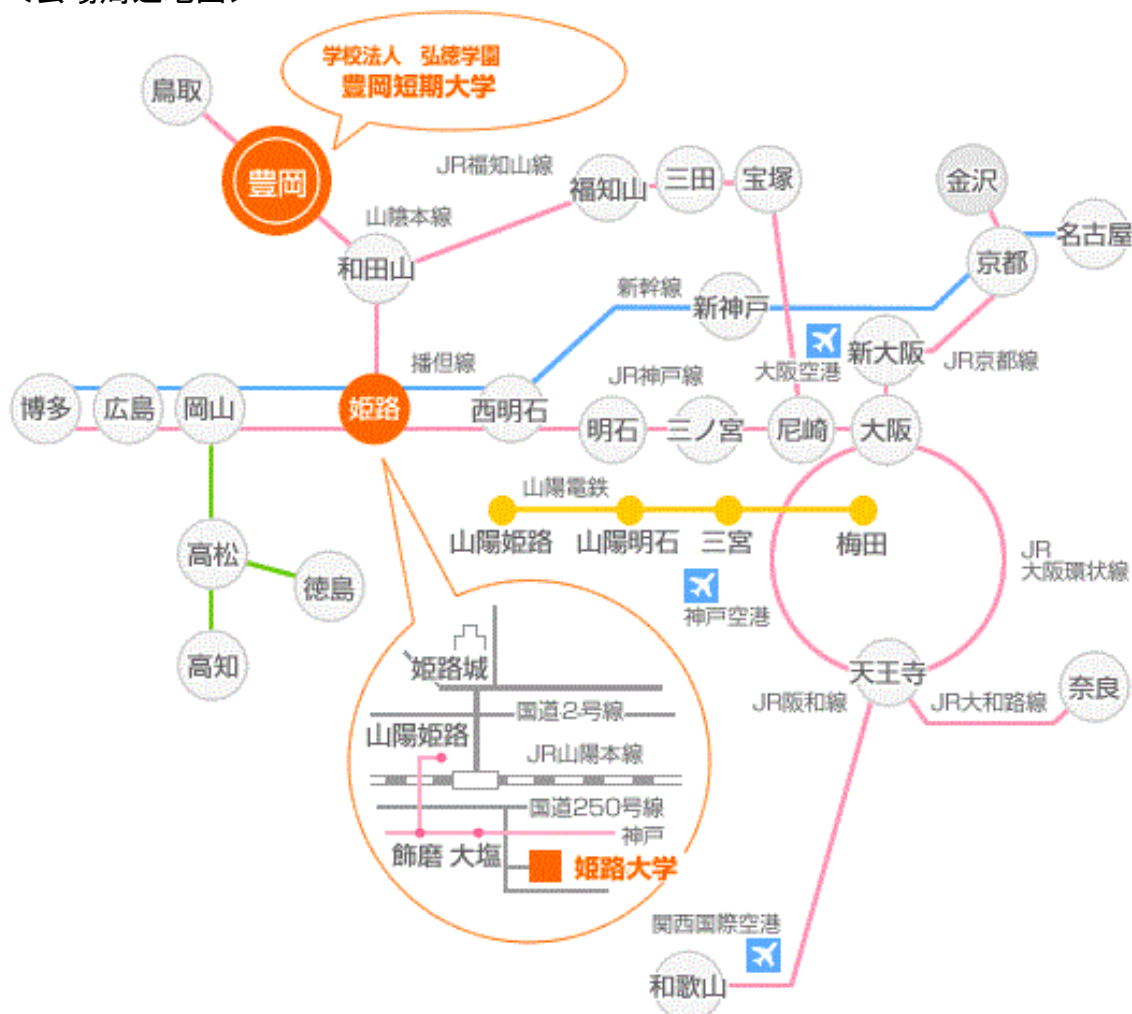 学校法人 弘徳学園
豊岡短期大学
鳥取
豊岡
JR福知山線
福知山
三田
宝塚
金沢
名古屋
京都
山陰本線
和田山
新幹線
新神戸
大阪空港
新大阪
JR京都線
播但線
JR神戸線
博多
広島
岡山
姫路
西明石
明石
三ノ宮
尼崎
大阪
山陽電鉄
山陽姫路
山陽明石
三宮
梅田
高松
徳島
高知
神戸空港
JR
大阪環状線
天王寺
JR阪和線
JR大和路線
奈良
姫路城
国道2号線
山陽姫路
JR山陽本線
国道250号線
神戸
飾磨
大塩
姫路大学
関西国際空港
和歌山